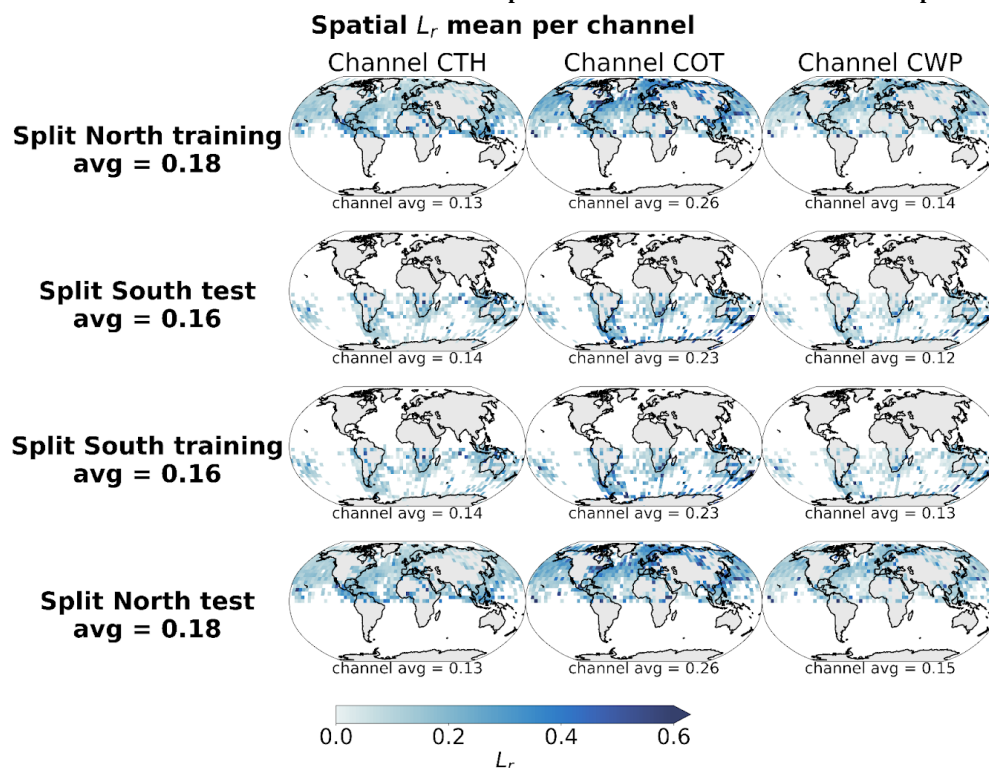 Spatial Lr mean per channel
Channel CTH Channel COT Channel CWP
Split North training
avg = 0.18
channel avg = 0.13 channel avg = 0.26 channel avg = 0.14
Split South test
avg = 0.16
channel avg = 0.14 channel avg = 0.23 channel avg = 0.12
Split South training
avg = 0.16
channel avg = 0.14 channel avg = 0.23 channel avg = 0.13
Split North test
avg = 0.18
channel avg = 0.13 channel avg = 0.26 channel avg = 0.15
0.0 0.2 0.4 0.6
Lr